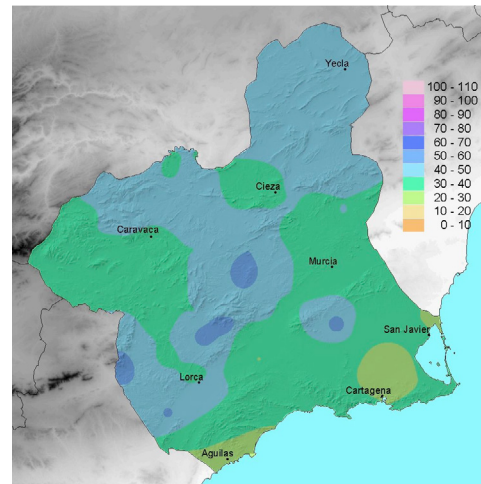 Yecla
100 - 110
90 - 100
80 - 90
70 - 80
60 - 70
50 - 60
40 - 50
30 - 40
20 - 30
10 - 20
0 - 10
Cieza
Caravaca
Murcia
San Javier
Lorca
Cartagena
Aguilas